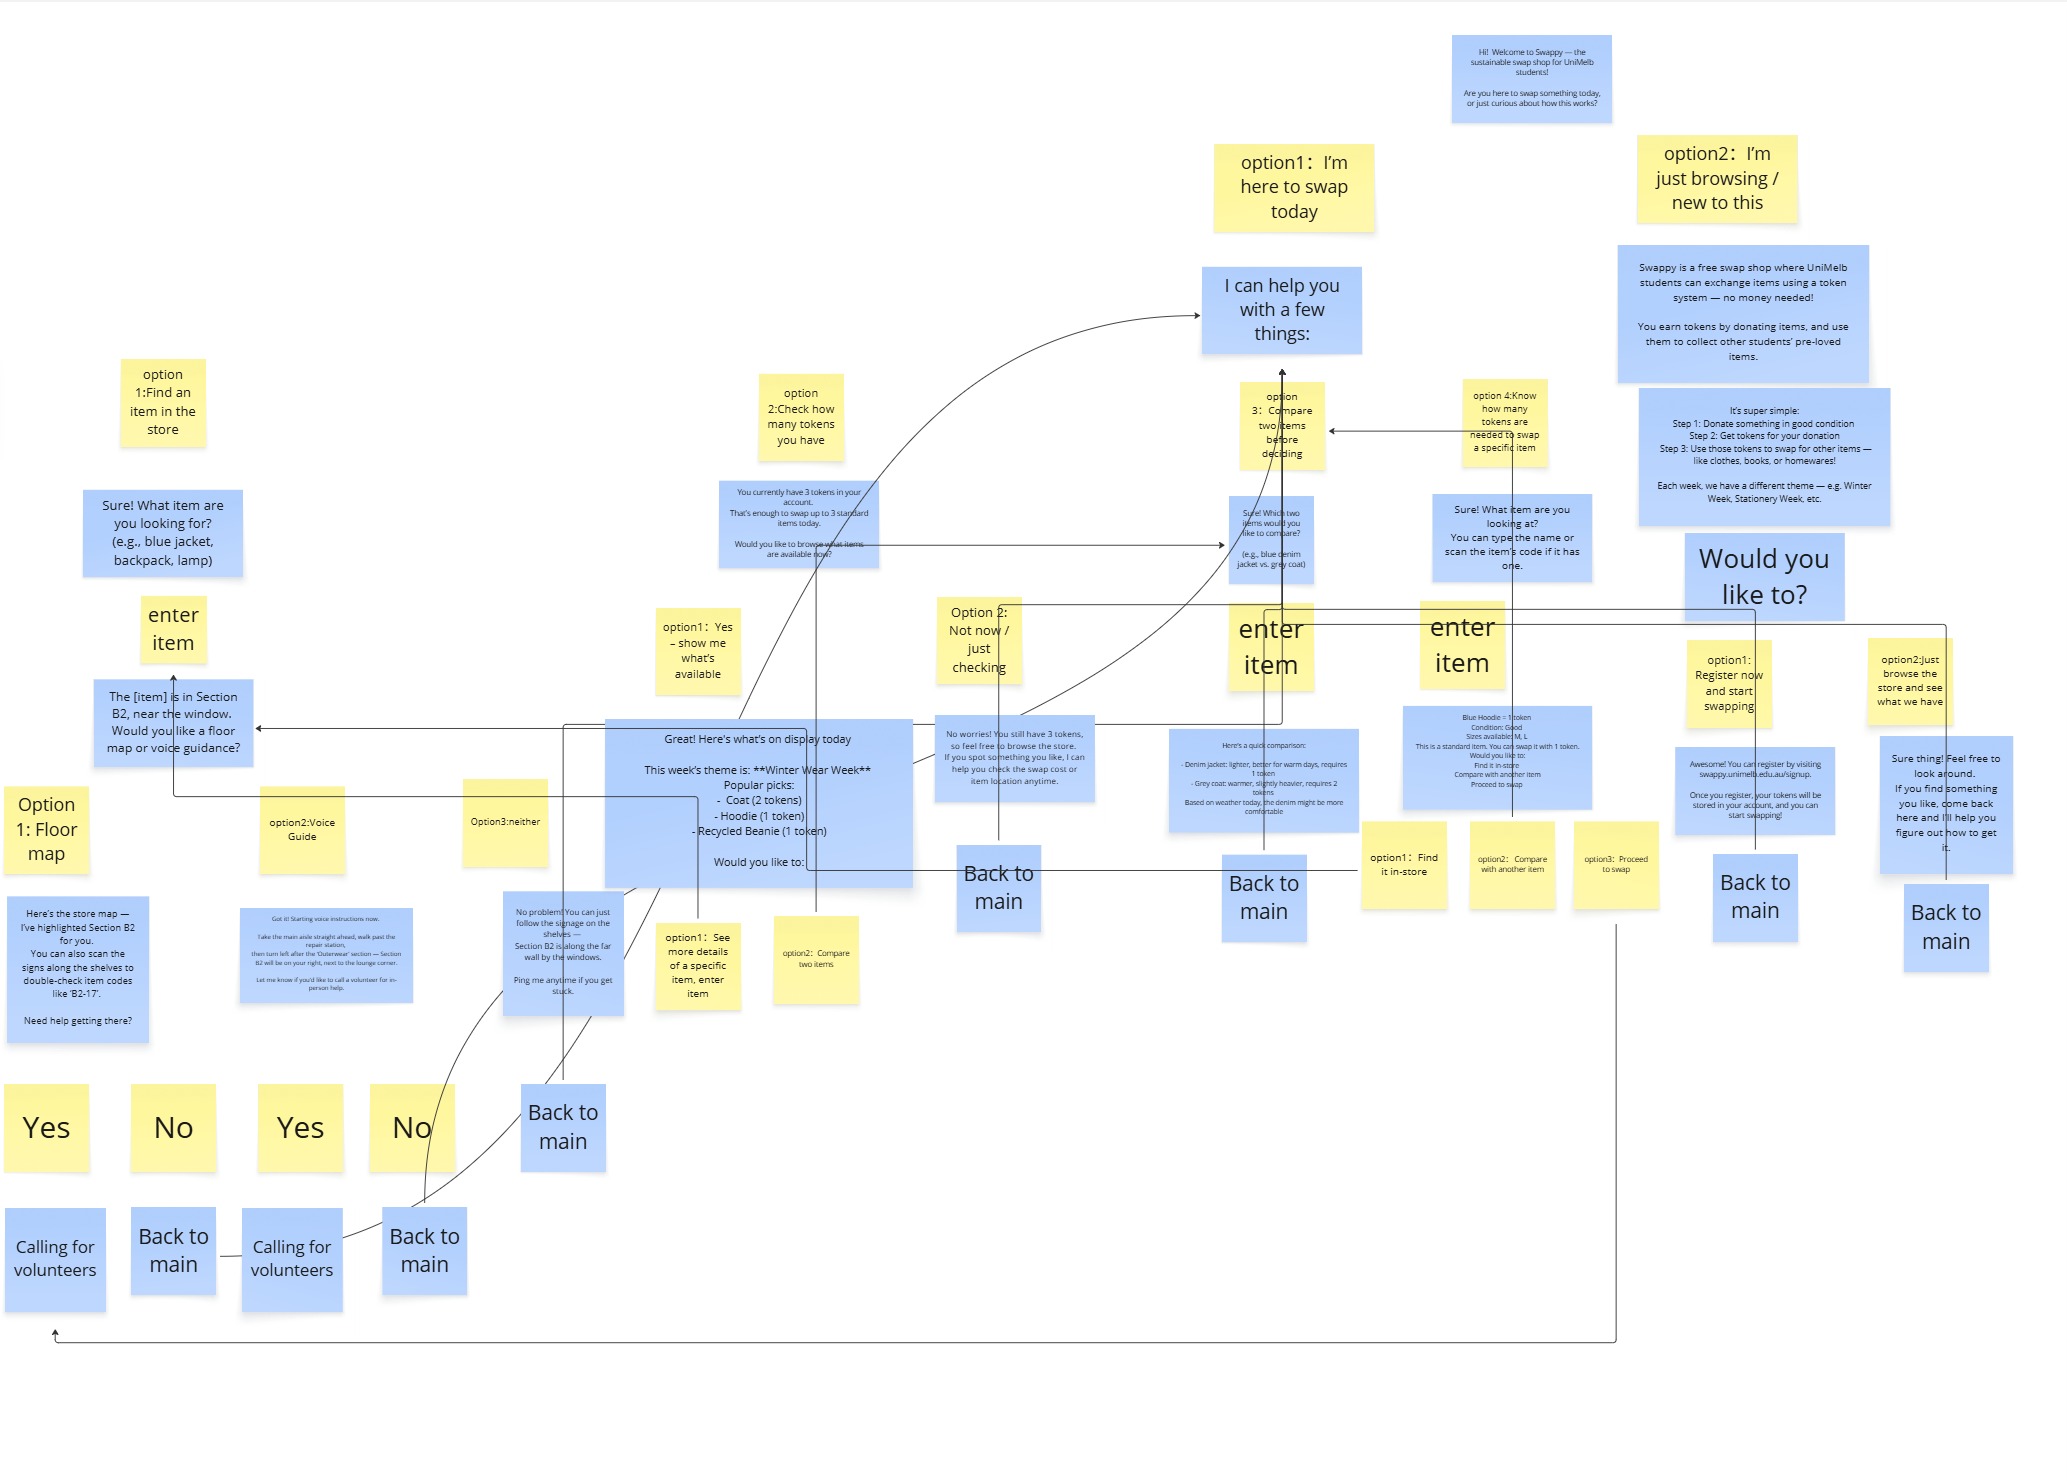 Hi!  Welcome to Swappy — the
sustainable swap shop for UniMelb
students!
Are you here to swap something today,
or just curious about how this works?
option1：I’m
here to swap
today
option2：I’m
just browsing /
new to this
I can help you
with a few
things:
Swappy is a free swap shop where UniMelb
students can exchange items using a token
system — no money needed!
You earn tokens by donating items, and use
them to collect other students’ pre-loved
items.
option
1:Find an
item in the
store
option
2:Check how
many tokens
you have
option
3：Compare
two items
before
deciding
option 4:Know
how many
tokens are
needed to swap
a specific item
It’s super simple:
Step 1: Donate something in good condition
Step 2: Get tokens for your donation
Step 3: Use those tokens to swap for other items —
like clothes, books, or homewares!
Each week, we have a different theme — e.g. Winter
Week, Stationery Week, etc.
Sure! What item are
you looking for?
(e.g., blue jacket,
backpack, lamp)
You currently have 3 tokens in your
account.
That’s enough to swap up to 3 standard
items today.
Would you like to browse what items
are available now?
Sure! Which two
items would you
like to compare?
(e.g., blue denim
jacket vs. grey coat)
Sure! What item are you
looking at?
You can type the name or
scan the item’s code if it has
one.
Would you
like to?
enter
item
option1：Yes
– show me
what’s
available
Option 2:
Not now /
just
checking
enter
item
enter
item
option1:
Register now
and start
swapping
option2:Just
browse the
store and see
what we have
The [item] is in Section
B2, near the window.
Would you like a floor
map or voice guidance?
Great! Here’s what’s on display today
This week’s theme is: **Winter Wear Week**
Popular picks:
-  Coat (2 tokens)
- Hoodie (1 token)
- Recycled Beanie (1 token)
Would you like to:
No worries! You still have 3 tokens,
so feel free to browse the store.
If you spot something you like, I can
help you check the swap cost or
item location anytime.
Here’s a quick comparison:
- Denim jacket: lighter, better for warm days, requires
1 token
- Grey coat: warmer, slightly heavier, requires 2
tokens
Based on weather today, the denim might be more
comfortable
Blue Hoodie = 1 token
Condition: Good
Sizes available: M, L
This is a standard item. You can swap it with 1 token.
Would you like to:
Find it in-store
Compare with another item
Proceed to swap
Awesome! You can register by visiting
swappy.unimelb.edu.au/signup.
Once you register, your tokens will be
stored in your account, and you can
start swapping!
Sure thing! Feel free to
look around.
If you find something
you like, come back
here and I’ll help you
figure out how to get
it.
Option
1: Floor
map
option2:Voice
Guide
Option3:neither
Back to
main
Back to
main
option1：Find
it in-store
option2：Compare
with another item
option3：Proceed
to swap
Back to
main
Back to
main
Here’s the store map —
I’ve highlighted Section B2
for you.
You can also scan the
signs along the shelves to
double-check item codes
like ‘B2-17’.
Need help getting there?
Got it! Starting voice instructions now.
Take the main aisle straight ahead, walk past the
repair station,
then turn left after the ‘Outerwear’ section — Section
B2 will be on your right, next to the lounge corner.
Let me know if you’d like to call a volunteer for in-
person help.
No problem! You can just
follow the signage on the
shelves —
Section B2 is along the far
wall by the windows.
Ping me anytime if you get
stuck.
option1：See
more details
of a specific
item, enter
item
option2：Compare
two items
Yes
No
Yes
No
Back to
main
Calling for
volunteers
Back to
main
Calling for
volunteers
Back to
main